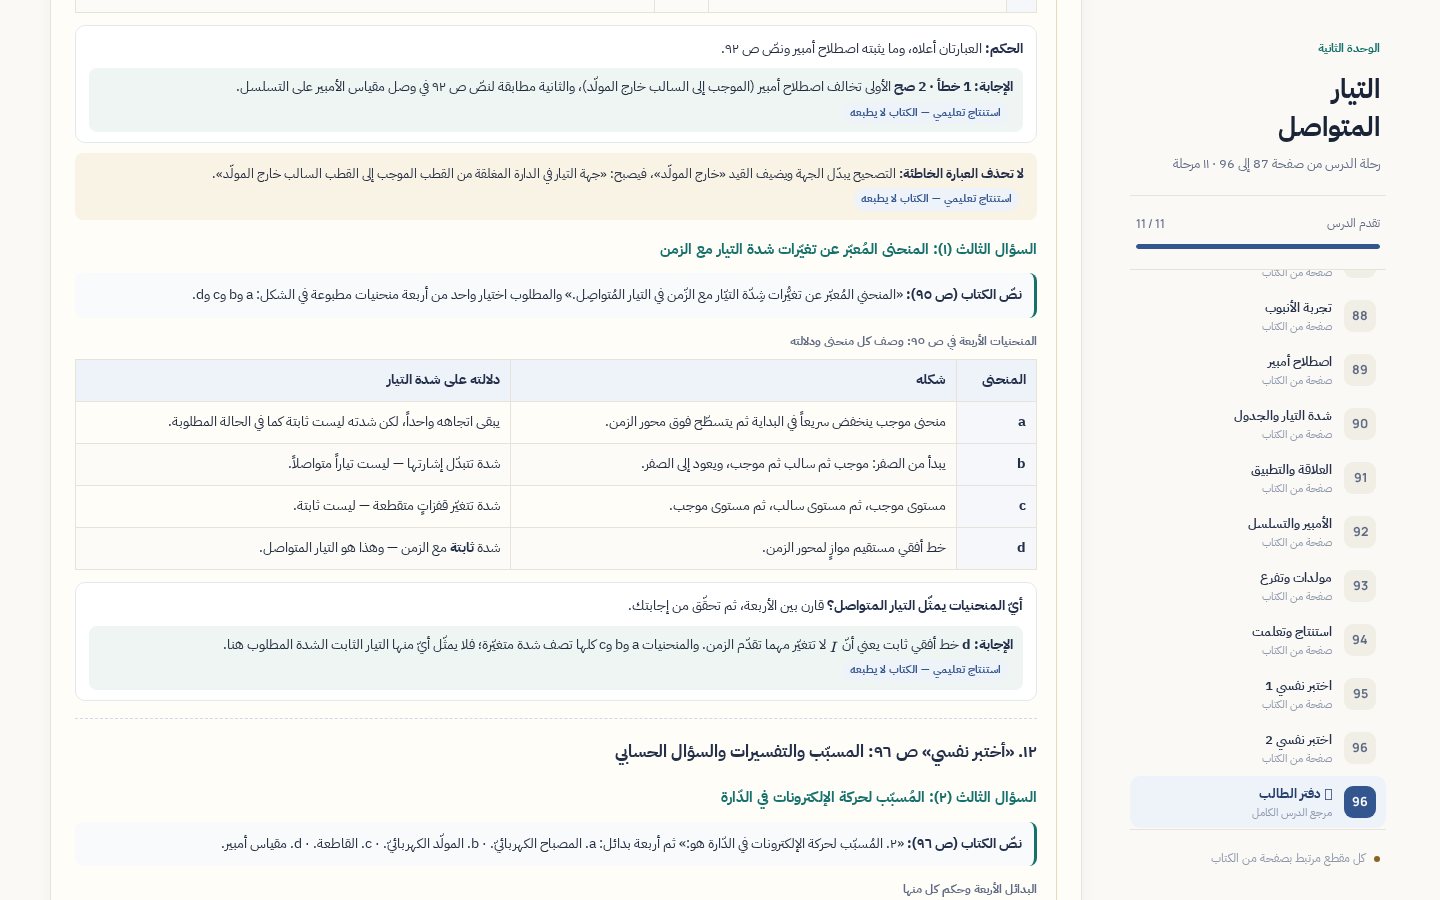 الوحدة الثانية
التيار
المتواصل
رحلة الدرس من صفحة 87 إلى 96 · ١١ مرحلة
تقدم الدرس
11 / 11
صفحة من الكتاب
88
تجربة الأنبوب
صفحة من الكتاب
89
اصطلاح أمبير
صفحة من الكتاب
90
شدة التيار والجدول
صفحة من الكتاب
91
العلاقة والتطبيق
صفحة من الكتاب
92
الأمبير والتسلسل
صفحة من الكتاب
93
مولدات وتفرع
صفحة من الكتاب
94
استنتاج وتعلمت
صفحة من الكتاب
95
اختبر نفسي 1
صفحة من الكتاب
96
اختبر نفسي 2
صفحة من الكتاب
96
دفتر الطالب
مرجع الدرس الكامل
كل مقطع مرتبط بصفحة من الكتاب
الحكم: العبارتان أعلاه، وما يثبته اصطلاح أمبير ونصّ ص ٩٢.
الإجابة: 1 خطأ · 2 صح الأولى تخالف اصطلاح أمبير (الموجب إلى السالب خارج المولّد)، والثانية مطابقة لنصّ ص ٩٢ في وصل مقياس الأمبير على التسلسل.
استنتاج تعليمي — الكتاب لا يطبعه
لا تحذف العبارة الخاطئة: التصحيح يبدّل الجهة ويضيف القيد «خارج المولّد»، فيصبح: «جهة التيار في الدارة المغلقة من القطب الموجب إلى القطب السالب خارج المولّد».
استنتاج تعليمي — الكتاب لا يطبعه
السؤال الثالث (١): المنحنى المُعبّر عن تغيّرات شدة التيار مع الزمن
نصّ الكتاب (ص ٩٥): «المنحني المُعبّر عن تغيُّرات شِدّة التيّار مع الزّمن في التيار المُتواصِل.» والمطلوب اختيار واحد من أربعة منحنيات مطبوعة في الشكل: a وb وc وd.
المنحنيات الأربعة في ص ٩٥: وصف كل منحنى ودلالته
المنحنى | شكله | دلالته على شدة التيار
a | منحنى موجب ينخفض سريعاً في البداية ثم يتسطّح فوق محور الزمن. | يبقى اتجاهه واحداً، لكن شدته ليست ثابتة كما في الحالة المطلوبة.
b | يبدأ من الصفر: موجب ثم سالب ثم موجب، ويعود إلى الصفر. | شدة تتبدّل إشارتها — ليست تياراً متواصلاً.
c | مستوى موجب، ثم مستوى سالب، ثم مستوى موجب. | شدة تتغيّر قفزاتٍ متقطعة — ليست ثابتة.
d | خط أفقي مستقيم موازٍ لمحور الزمن. | شدة ثابتة مع الزمن — وهذا هو التيار المتواصل.
أيّ المنحنيات يمثّل التيار المتواصل؟ قارن بين الأربعة، ثم تحقّق من إجابتك.
الإجابة: d خط أفقي ثابت يعني أنّ I لا تتغيّر مهما تقدّم الزمن. والمنحنيات a وb وc كلها تصف شدة متغيّرة؛ فلا يمثّل أيّ منها التيار الثابت الشدة المطلوب هنا.
استنتاج تعليمي — الكتاب لا يطبعه
١٢. «أختبر نفسي» ص ٩٦: المسبّب والتفسيرات والسؤال الحسابي
السؤال الثالث (٢): المُسبّب لحركة الإلكترونات في الدّارة
نصّ الكتاب (ص ٩٦): «٢. المُسبّب لحركة الإلكترونات في الدّارة هو:» ثم أربعة بدائل: a. المصباح الكهربائيّ. · b. المولّد الكهربائيّ. · c. القاطعة. · d. مقياس أمبير.
البدائل الأربعة وحكم كل منها